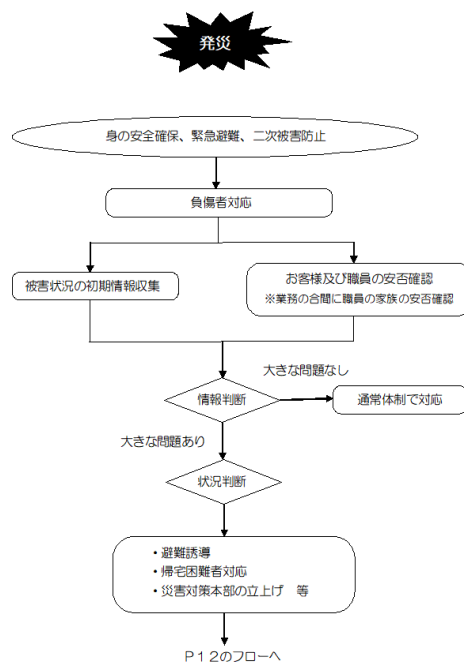 発災
身の安全確保、緊急避難、二次被害防止
負傷者対応
被害状況の初期情報収集
お客様及び職員の安否確認
※業務の合間に職員の家族の安否確認
大きな問題なし
情報判断
通常体制で対応
大きな問題あり
状況判断
・避難誘導
・帰宅困難者対応
・災害対策本部の立上げ　等
Ｐ１２のフローへ